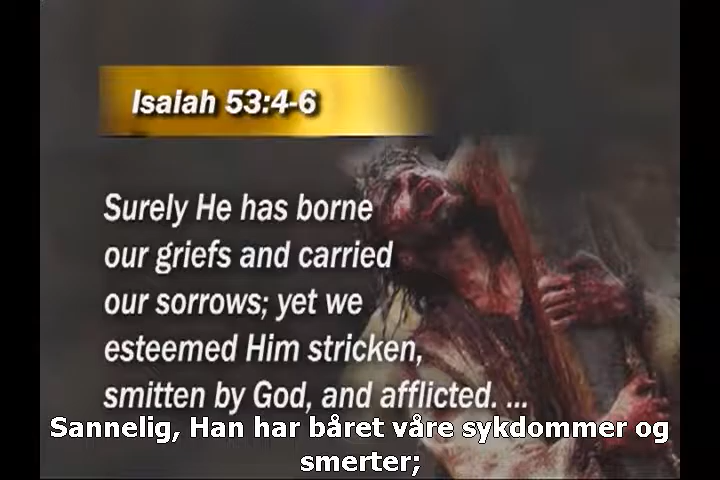 Isaiah 53:4-6
Surely He has borne
our griefs and carried
our sorrows; yet we
esteemed Him stricken,
smitten by God, and afflicted. ...
Sannelig, Han har båret våre sykdommer og
smerter;